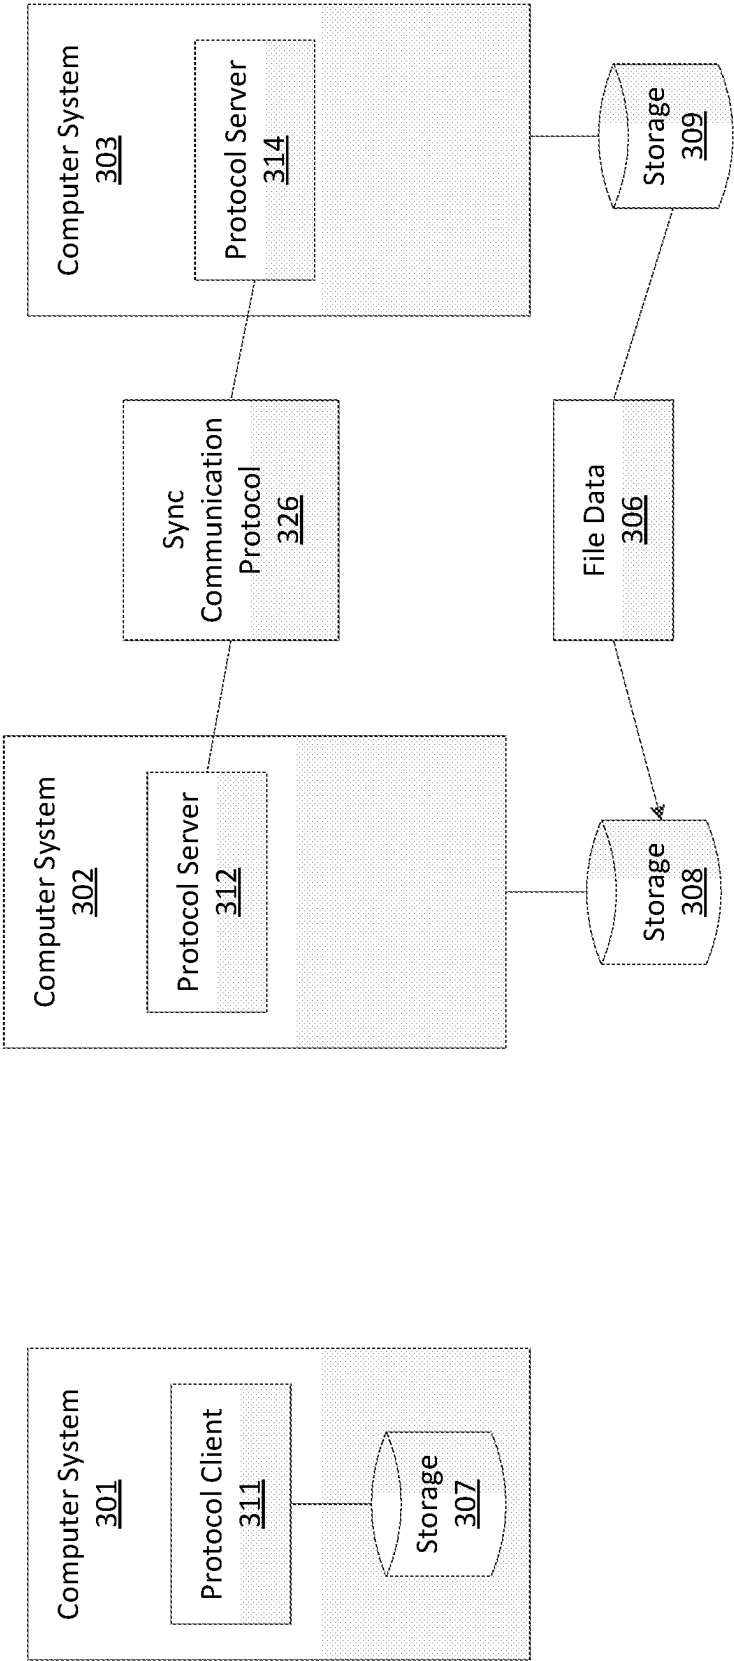 Computer System
301
Protocol Client
311
Storage
307
Computer System
302
Protocol Server
312
Storage
308
Sync
Communication
Protocol
326
File Data
306
Computer System
303
Protocol Server
314
Storage
309